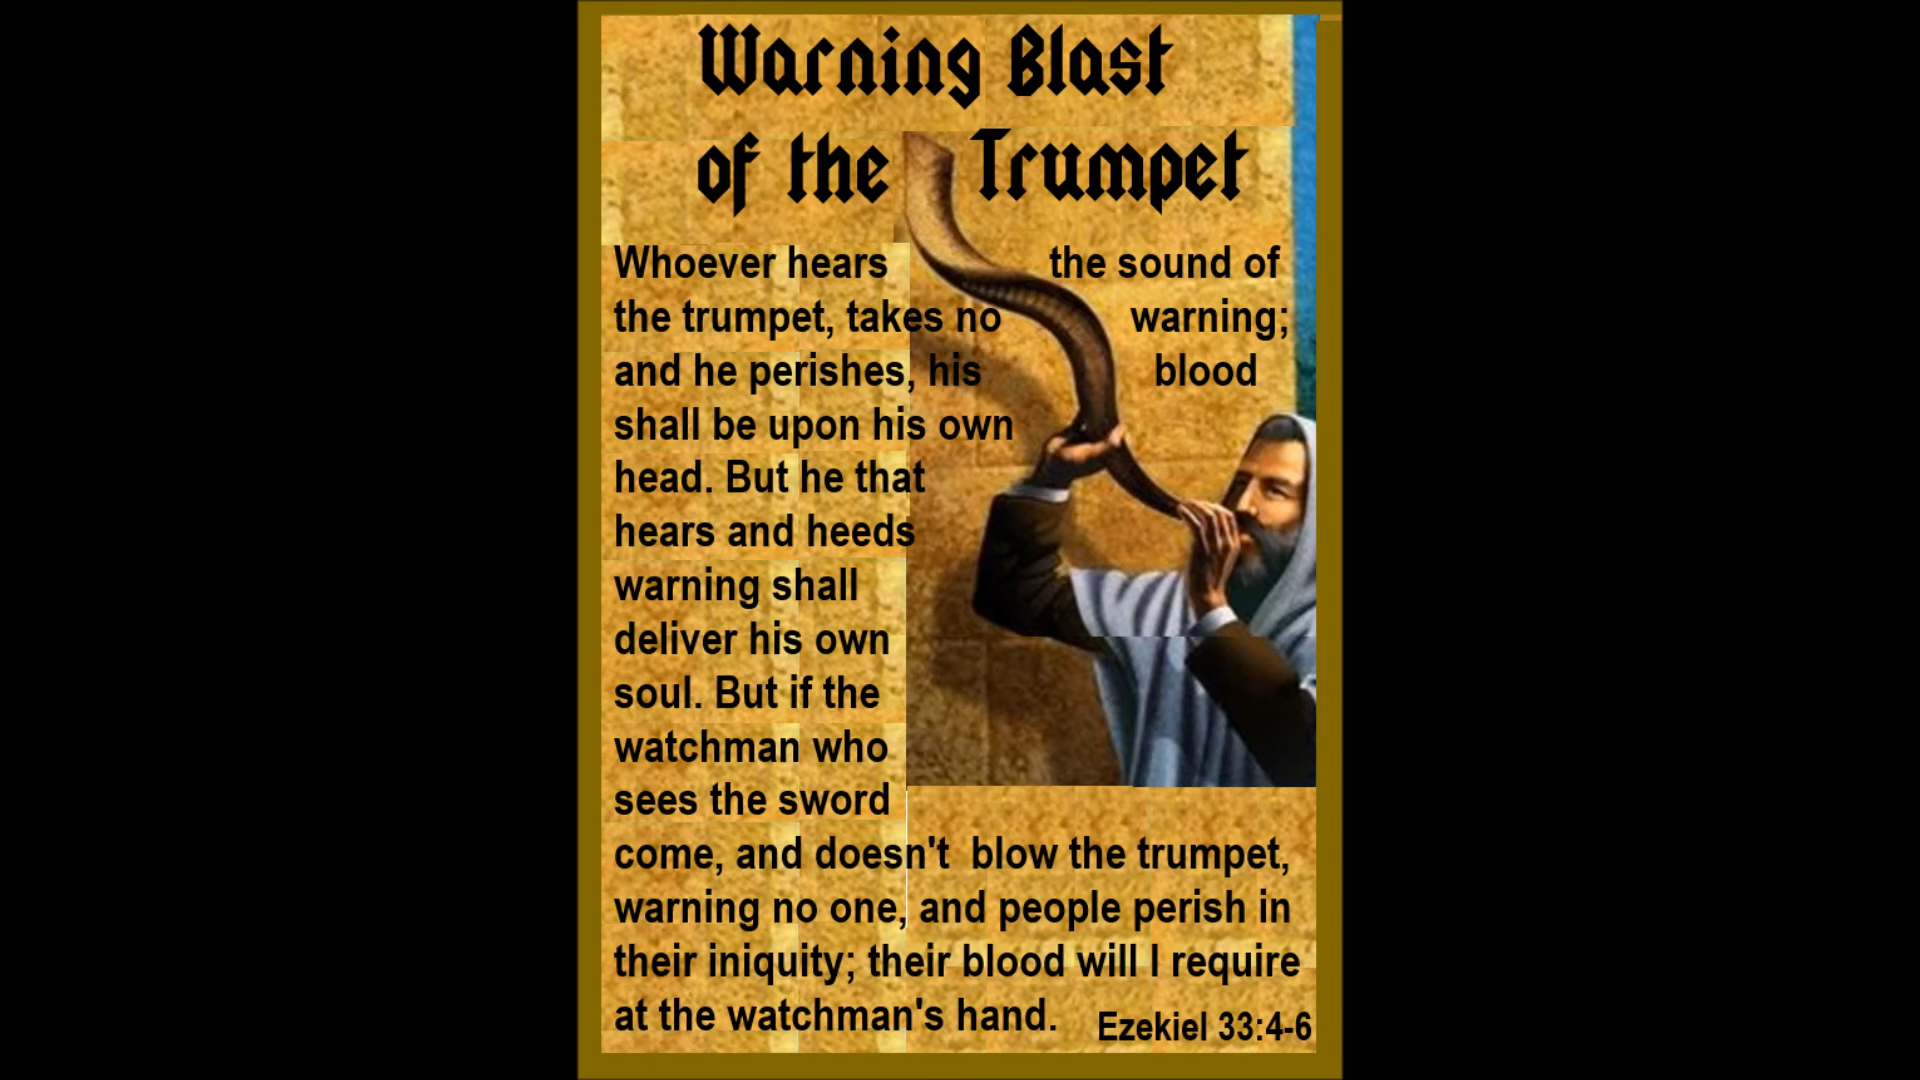 Warning Blast
of the Trumpet
Whoever hears the sound of
the trumpet, takes no warning;
and he perishes, his blood
shall be upon his own
head. But he that
hears and heeds
warning shall
deliver his own
soul. But if the
watchman who
sees the sword
come, and doesn't blow the trumpet,
warning no one, and people perish in
their iniquity; their blood will I require
at the watchman's hand. Ezekiel 33:4-6